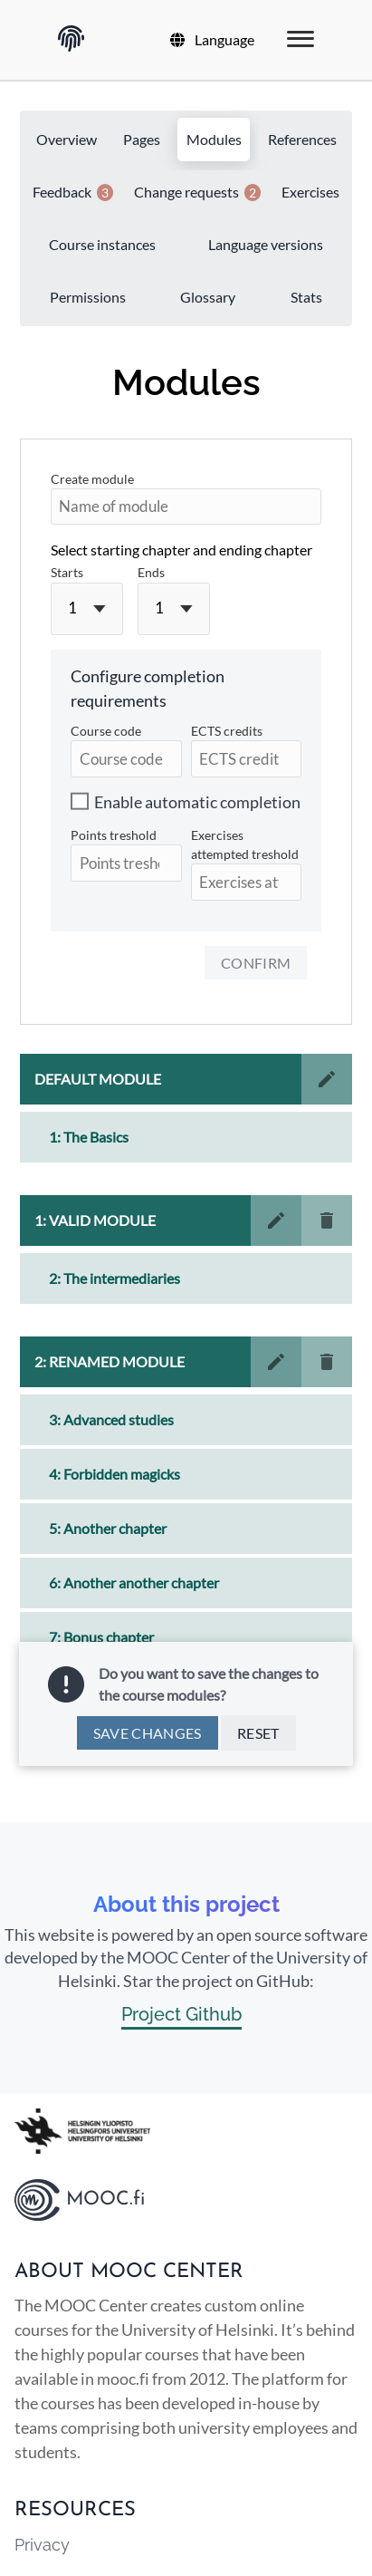 Language
Overview Pages Modules References
Feedback 3 Change requests 2 Exercises
Course instances Language versions
Permissions Glossary Stats
Modules
Create module
Name of module
Select starting chapter and ending chapter
Starts Ends
1 1
Configure completion
requirements
Course code ECTS credits
Course code ECTS credit
Enable automatic completion
Points treshold Exercises
attempted treshold
Points tresho Exercises at
CONFIRM
DEFAULT MODULE
1: The Basics
1: VALID MODULE
2: The intermediaries
2: RENAMED MODULE
3: Advanced studies
4: Forbidden magicks
5: Another chapter
6: Another another chapter
7: Bonus chapter
Do you want to save the changes to
the course modules?
SAVE CHANGES RESET
About this project
This website is powered by an open source software
developed by the MOOC Center of the University of
Helsinki. Star the project on GitHub:
Project Github
HELSINGIN YLIOPISTO
HELSINGFORS UNIVERSITET
UNIVERSITY OF HELSINKI
MOOC.fi
ABOUT MOOC CENTER
The MOOC Center creates custom online
courses for the University of Helsinki. It's behind
the highly popular courses that have been
available in mooc.fi from 2012. The platform for
the courses has been developed in-house by
teams comprising both university employees and
students.
RESOURCES
Privacy